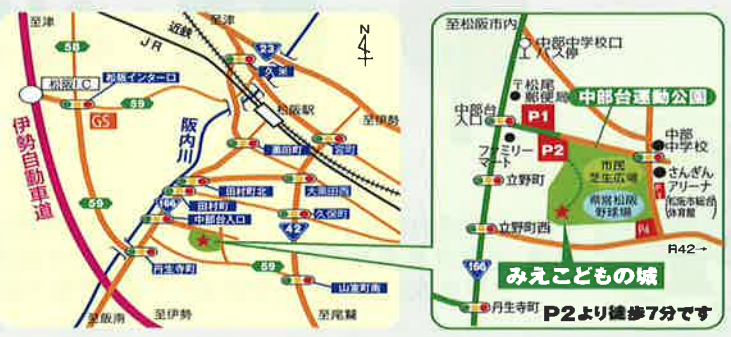 至津
至津
近鉄
JR
N
4
58
23
久米
松阪I.C
松阪インター口
59
GS
松阪駅
阪内川
至伊勢
伊勢自動車道
宮町
田村町北
大黒田西
166
田村町
59
中部台入口
久保町
42
丹生寺町
59
山室町南
至飯南
至伊勢
至尾鷲
至松阪市内
中部中学校口
バス停
〒松尾
郵便局
中部台運動公園
中部台
入口
P1
ファミリー
マート
P2
中部
中学校
市民
芝生広場
さんぎん
アリーナ
(松阪市総合
体育館)
立野町
県営松阪
野球場
立野町西
P4
R42→
166
みえこどもの城
丹生寺町
P2より徒歩7分です